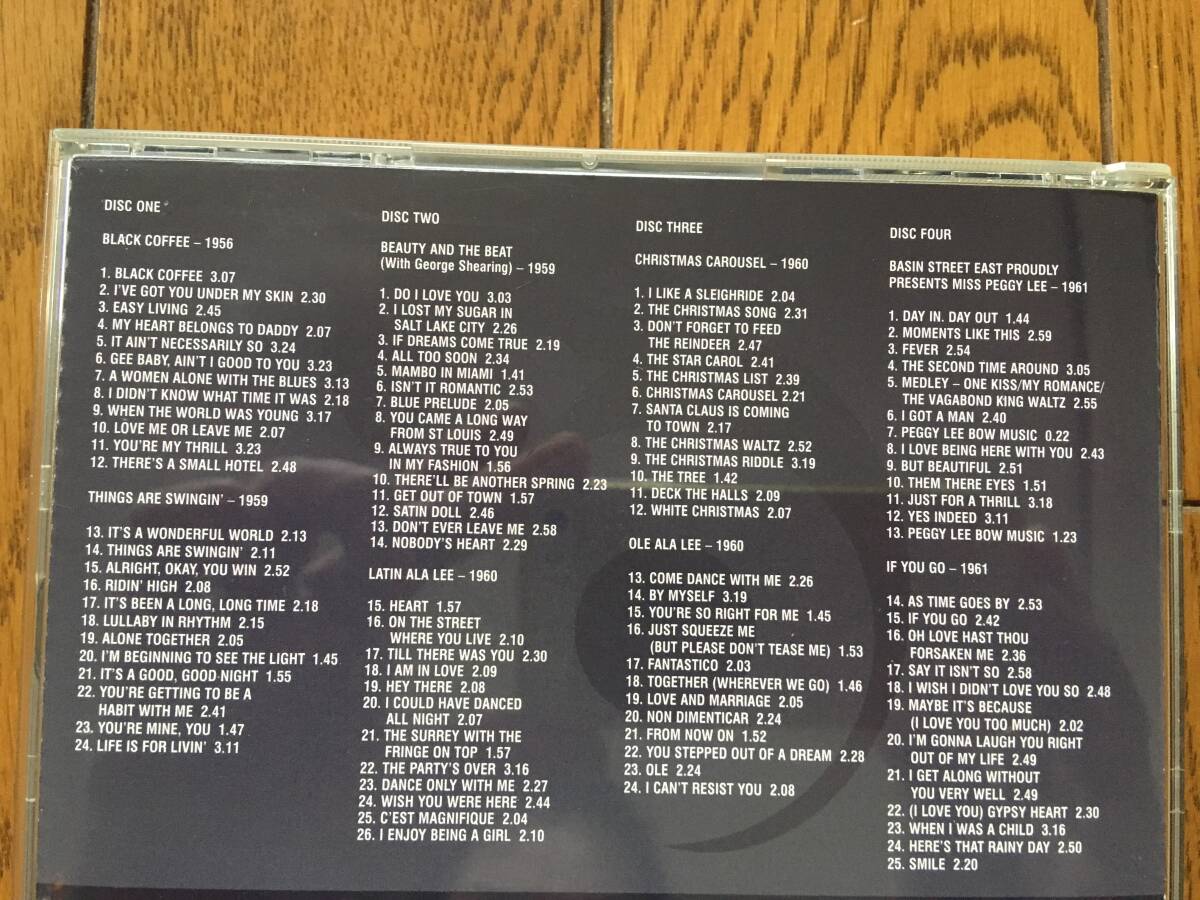 DISC ONE
BLACK COFFEE – 1956
1. BLACK COFFEE 3.07
2. I'VE GOT YOU UNDER MY SKIN 2.30
3. EASY LIVING 2.45
4. MY HEART BELONGS TO DADDY 2.07
5. IT AIN'T NECESSARILY SO 3.24
6. GEE BABY, AIN'T I GOOD TO YOU 3.23
7. A WOMEN ALONE WITH THE BLUES 3.13
8. I DIDN'T KNOW WHAT TIME IT WAS 2.18
9. WHEN THE WORLD WAS YOUNG 3.17
10. LOVE ME OR LEAVE ME 2.07
11. YOU'RE MY THRILL 3.23
12. THERE'S A SMALL HOTEL 2.48
THINGS ARE SWINGIN' – 1959
13. IT'S A WONDERFUL WORLD 2.13
14. THINGS ARE SWINGIN' 2.11
15. ALRIGHT, OKAY, YOU WIN 2.52
16. RIDIN' HIGH 2.08
17. IT'S BEEN A LONG, LONG TIME 2.18
18. LULLABY IN RHYTHM 2.15
19. ALONE TOGETHER 2.05
20. I'M BEGINNING TO SEE THE LIGHT 1.45
21. IT'S A GOOD, GOOD NIGHT 1.55
22. YOU'RE GETTING TO BE A
HABIT WITH ME 2.41
23. YOU'RE MINE, YOU 1.47
24. LIFE IS FOR LIVIN' 3.11
DISC TWO
BEAUTY AND THE BEAT
(With George Shearing) – 1959
1. DO I LOVE YOU 3.03
2. I LOST MY SUGAR IN
SALT LAKE CITY 2.26
3. IF DREAMS COME TRUE 2.19
4. ALL TOO SOON 2.34
5. MAMBO IN MIAMI 1.41
6. ISN'T IT ROMANTIC 2.53
7. BLUE PRELUDE 2.05
8. YOU CAME A LONG WAY
FROM ST LOUIS 2.49
9. ALWAYS TRUE TO YOU
IN MY FASHION 1.56
10. THERE'LL BE ANOTHER SPRING 2.23
11. GET OUT OF TOWN 1.57
12. SATIN DOLL 2.46
13. DON'T EVER LEAVE ME 2.58
14. NOBODY'S HEART 2.29
LATIN ALA LEE – 1960
15. HEART 1.57
16. ON THE STREET
WHERE YOU LIVE 2.10
17. TILL THERE WAS YOU 2.30
18. I AM IN LOVE 2.09
19. HEY THERE 2.08
20. I COULD HAVE DANCED
ALL NIGHT 2.07
21. THE SURREY WITH THE
FRINGE ON TOP 1.57
22. THE PARTY'S OVER 3.16
23. DANCE ONLY WITH ME 2.27
24. WISH YOU WERE HERE 2.44
25. C'EST MAGNIFIQUE 2.04
26. I ENJOY BEING A GIRL 2.10
DISC THREE
CHRISTMAS CAROUSEL – 1960
1. I LIKE A SLEIGHRIDE 2.04
2. THE CHRISTMAS SONG 2.31
3. DON'T FORGET TO FEED
THE REINDEER 2.47
4. THE STAR CAROL 2.41
5. THE CHRISTMAS LIST 2.39
6. CHRISTMAS CAROUSEL 2.21
7. SANTA CLAUS IS COMING
TO TOWN 2.17
8. THE CHRISTMAS WALTZ 2.52
9. THE CHRISTMAS RIDDLE 3.19
10. THE TREE 1.42
11. DECK THE HALLS 2.09
12. WHITE CHRISTMAS 2.07
OLE ALA LEE – 1960
13. COME DANCE WITH ME 2.26
14. BY MYSELF 3.19
15. YOU'RE SO RIGHT FOR ME 1.45
16. JUST SQUEEZE ME
(BUT PLEASE DON'T TEASE ME) 1.53
17. FANTASTICO 2.03
18. TOGETHER (WHEREVER WE GO) 1.46
19. LOVE AND MARRIAGE 2.05
20. NON DIMENTICAR 2.24
21. FROM NOW ON 1.52
22. YOU STEPPED OUT OF A DREAM 2.28
23. OLE 2.24
24. I CAN'T RESIST YOU 2.08
DISC FOUR
BASIN STREET EAST PROUDLY
PRESENTS MISS PEGGY LEE – 1961
1. DAY IN. DAY OUT 1.44
2. MOMENTS LIKE THIS 2.59
3. FEVER 2.54
4. THE SECOND TIME AROUND 3.05
5. MEDLEY – ONE KISS/MY ROMANCE/
THE VAGABOND KING WALTZ 2.55
6. I GOT A MAN 2.40
7. PEGGY LEE BOW MUSIC 0.22
8. I LOVE BEING HERE WITH YOU 2.43
9. BUT BEAUTIFUL 2.51
10. THEM THERE EYES 1.51
11. JUST FOR A THRILL 3.18
12. YES INDEED 3.11
13. PEGGY LEE BOW MUSIC 1.23
IF YOU GO – 1961
14. AS TIME GOES BY 2.53
15. IF YOU GO 2.42
16. OH LOVE HAST THOU
FORSAKEN ME 2.36
17. SAY IT ISN'T SO 2.58
18. I WISH I DIDN'T LOVE YOU SO 2.48
19. MAYBE IT'S BECAUSE
(I LOVE YOU TOO MUCH) 2.02
20. I'M GONNA LAUGH YOU RIGHT
OUT OF MY LIFE 2.49
21. I GET ALONG WITHOUT
YOU VERY WELL 2.49
22. (I LOVE YOU) GYPSY HEART 2.30
23. WHEN I WAS A CHILD 3.16
24. HERE'S THAT RAINY DAY 2.50
25. SMILE 2.20